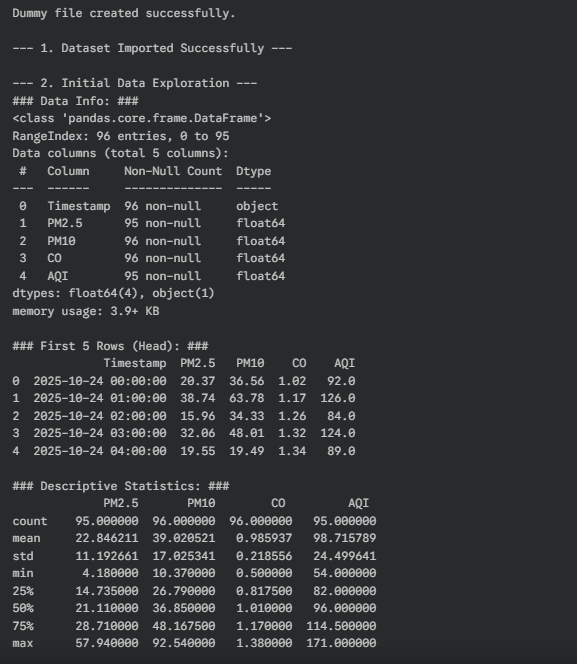 Dummy file created successfully.

--- 1. Dataset Imported Successfully ---

--- 2. Initial Data Exploration ---
### Data Info: ###
<class 'pandas.core.frame.DataFrame'>
RangeIndex: 96 entries, 0 to 95
Data columns (total 5 columns):
 #   Column     Non-Null Count  Dtype
---  ------     --------------  -----
 0   Timestamp  96 non-null     object
 1   PM2.5      95 non-null     float64
 2   PM10       96 non-null     float64
 3   CO         96 non-null     float64
 4   AQI        95 non-null     float64
dtypes: float64(4), object(1)
memory usage: 3.9+ KB

### First 5 Rows (Head): ###
             Timestamp  PM2.5   PM10    CO    AQI
0  2025-10-24 00:00:00  20.37  36.56  1.02   92.0
1  2025-10-24 01:00:00  38.74  63.78  1.17  126.0
2  2025-10-24 02:00:00  15.96  34.33  1.26   84.0
3  2025-10-24 03:00:00  32.06  48.01  1.32  124.0
4  2025-10-24 04:00:00  19.55  19.49  1.34   89.0

### Descriptive Statistics: ###
           PM2.5       PM10         CO         AQI
count  95.000000  96.000000  96.000000   95.000000
mean   22.846211  39.020521   0.985937   98.715789
std    11.192661  17.025341   0.218556   24.499641
min     4.180000  10.370000   0.500000   54.000000
25%    14.735000  26.790000   0.817500   82.000000
50%    21.110000  36.850000   1.010000   96.000000
75%    28.710000  48.167500   1.170000  114.500000
max    57.940000  92.540000   1.380000  171.000000